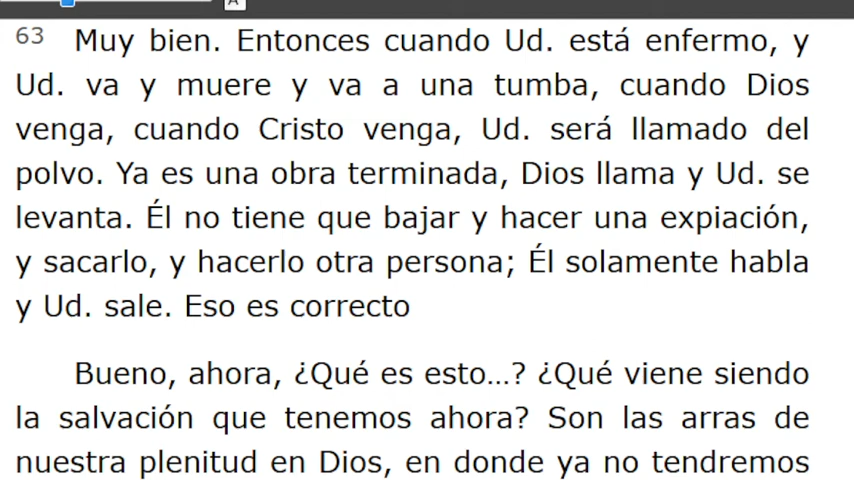 A
63 Muy bien. Entonces cuando Ud. está enfermo, y
Ud. va y muere y va a una tumba, cuando Dios
venga, cuando Cristo venga, Ud. será llamado del
polvo. Ya es una obra terminada, Dios llama y Ud. se
levanta. Él no tiene que bajar y hacer una expiación,
y sacarlo, y hacerlo otra persona; Él solamente habla
y Ud. sale. Eso es correcto
Bueno, ahora, ¿Qué es esto...? ¿Qué viene siendo
la salvación que tenemos ahora? Son las arras de
nuestra plenitud en Dios, en donde ya no tendremos